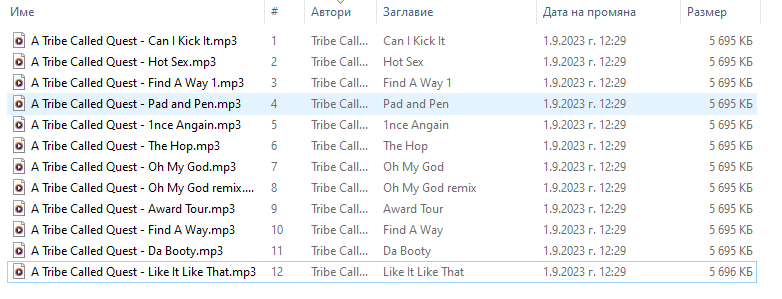 Име # Автори Заглавие Дата на промяна Размер
A Tribe Called Quest - Can I Kick It.mp3 1 Tribe Call... Can I Kick It 1.9.2023 г. 12:29 5 695 КБ
A Tribe Called Quest - Hot Sex.mp3 2 Tribe Call... Hot Sex 1.9.2023 г. 12:29 5 695 КБ
A Tribe Called Quest - Find A Way 1.mp3 3 Tribe Call... Find A Way 1 1.9.2023 г. 12:29 5 695 КБ
A Tribe Called Quest - Pad and Pen.mp3 4 Tribe Call... Pad and Pen 1.9.2023 г. 12:29 5 695 КБ
A Tribe Called Quest - 1nce Angain.mp3 5 Tribe Call... 1nce Angain 1.9.2023 г. 12:29 5 695 КБ
A Tribe Called Quest - The Hop.mp3 6 Tribe Call... The Hop 1.9.2023 г. 12:29 5 695 КБ
A Tribe Called Quest - Oh My God.mp3 7 Tribe Call... Oh My God 1.9.2023 г. 12:29 5 695 КБ
A Tribe Called Quest - Oh My God remix.... 8 Tribe Call... Oh My God remix 1.9.2023 г. 12:29 5 695 КБ
A Tribe Called Quest - Award Tour.mp3 9 Tribe Call... Award Tour 1.9.2023 г. 12:29 5 695 КБ
A Tribe Called Quest - Find A Way.mp3 10 Tribe Call... Find A Way 1.9.2023 г. 12:29 5 695 КБ
A Tribe Called Quest - Da Booty.mp3 11 Tribe Call... Da Booty 1.9.2023 г. 12:29 5 695 КБ
A Tribe Called Quest - Like It Like That.mp3 12 Tribe Call... Like It Like That 1.9.2023 г. 12:29 5 696 КБ